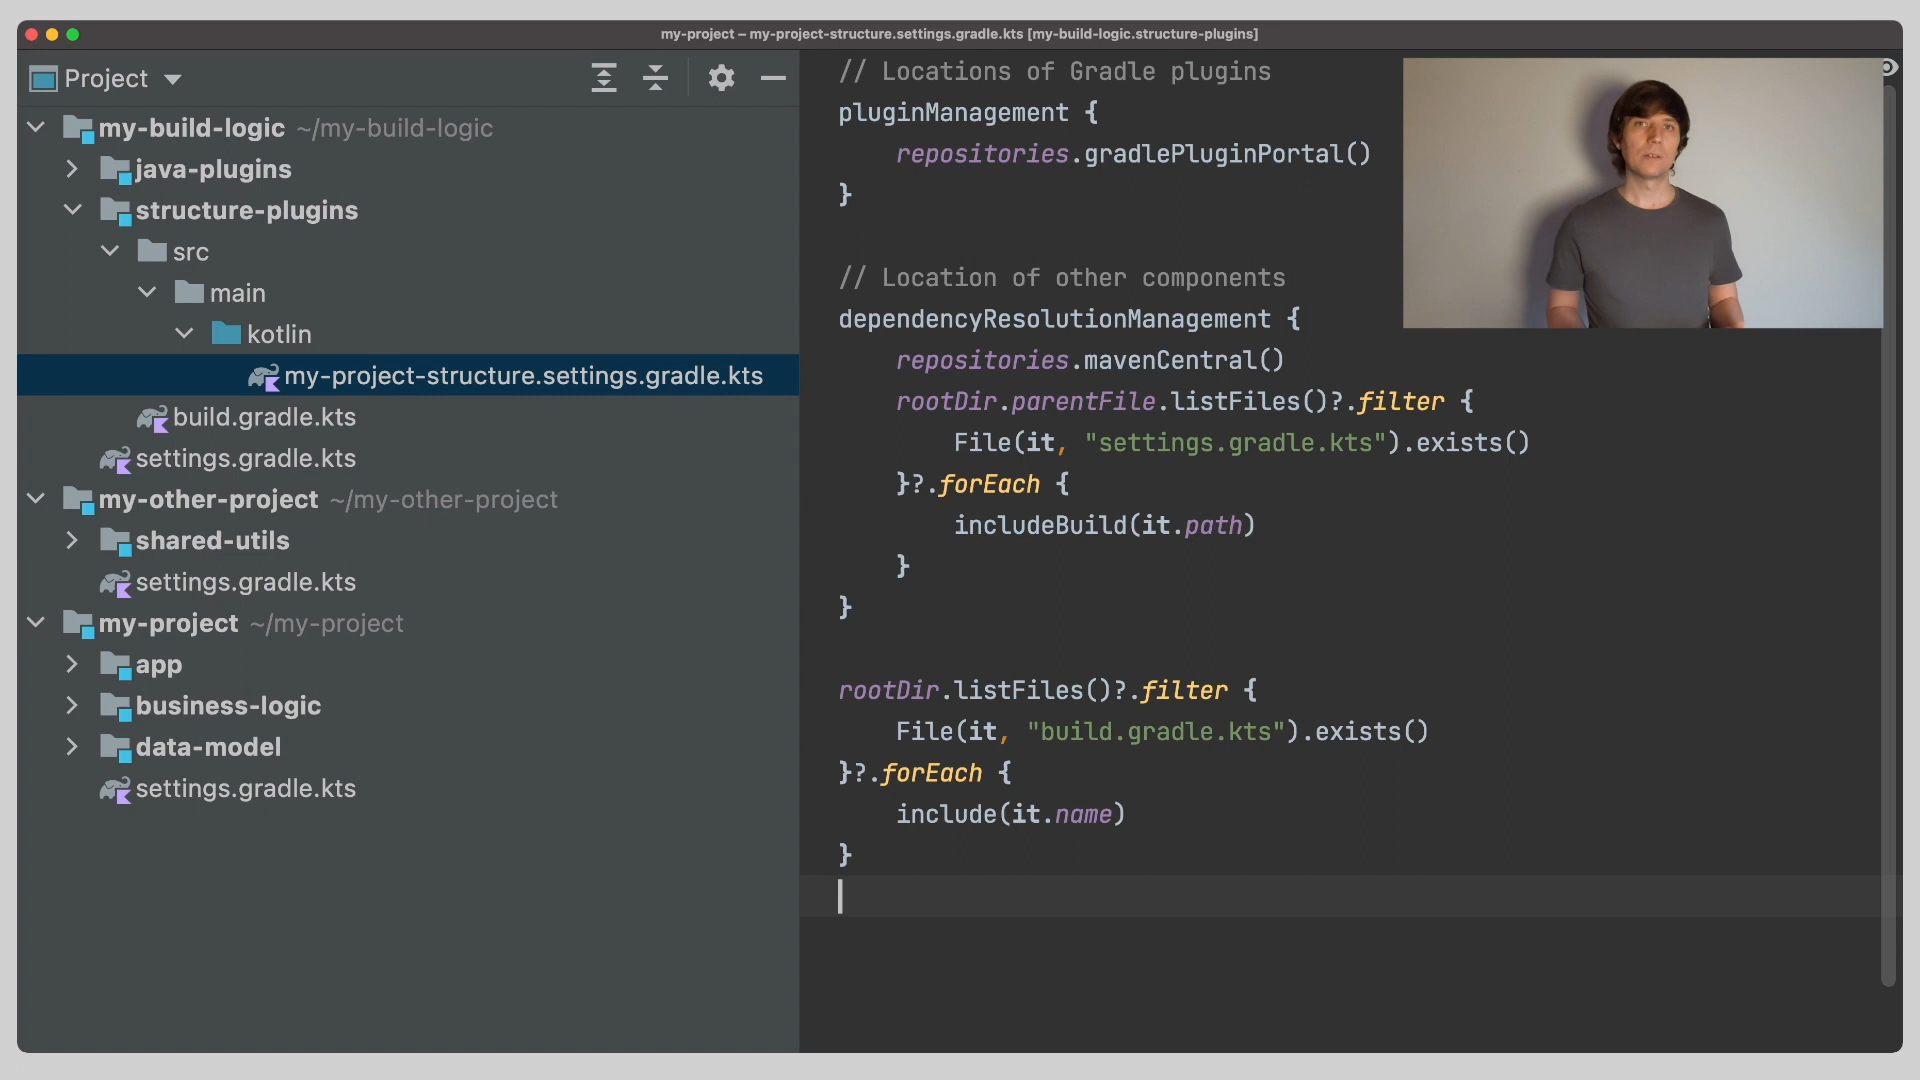 my-project – my-project-structure.settings.gradle.kts [my-build-logic.structure-plugins]
Project
my-build-logic ~/my-build-logic
java-plugins
structure-plugins
src
main
kotlin
my-project-structure.settings.gradle.kts
build.gradle.kts
settings.gradle.kts
my-other-project ~/my-other-project
shared-utils
settings.gradle.kts
my-project ~/my-project
app
business-logic
data-model
settings.gradle.kts
// Locations of Gradle plugins
pluginManagement {
    repositories.gradlePluginPortal()
}
// Location of other components
dependencyResolutionManagement {
    repositories.mavenCentral()
    rootDir.parentFile.listFiles()?.filter {
        File(it, "settings.gradle.kts").exists()
    }?.forEach {
        includeBuild(it.path)
    }
}
rootDir.listFiles()?.filter {
    File(it, "build.gradle.kts").exists()
}?.forEach {
    include(it.name)
}